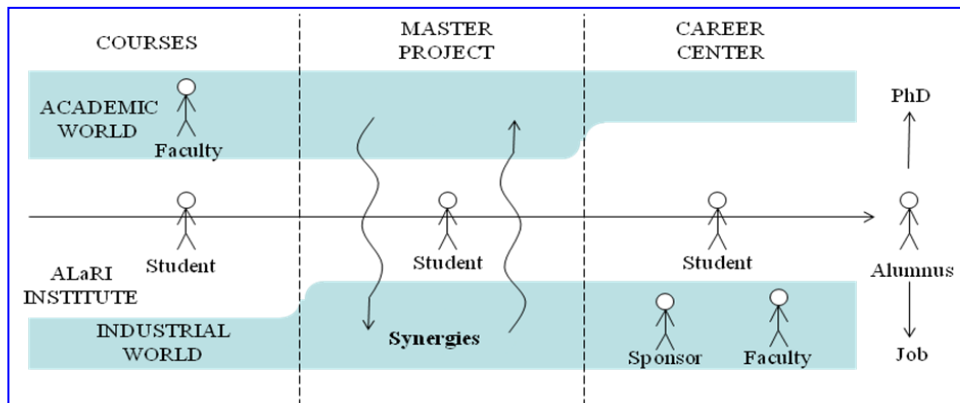 COURSES
MASTER
PROJECT
CAREER
CENTER
ACADEMIC
WORLD
Faculty
PhD
Student
Student
Student
Alumnus
ALaRI
INSTITUTE
INDUSTRIAL
WORLD
Synergies
Sponsor
Faculty
Job